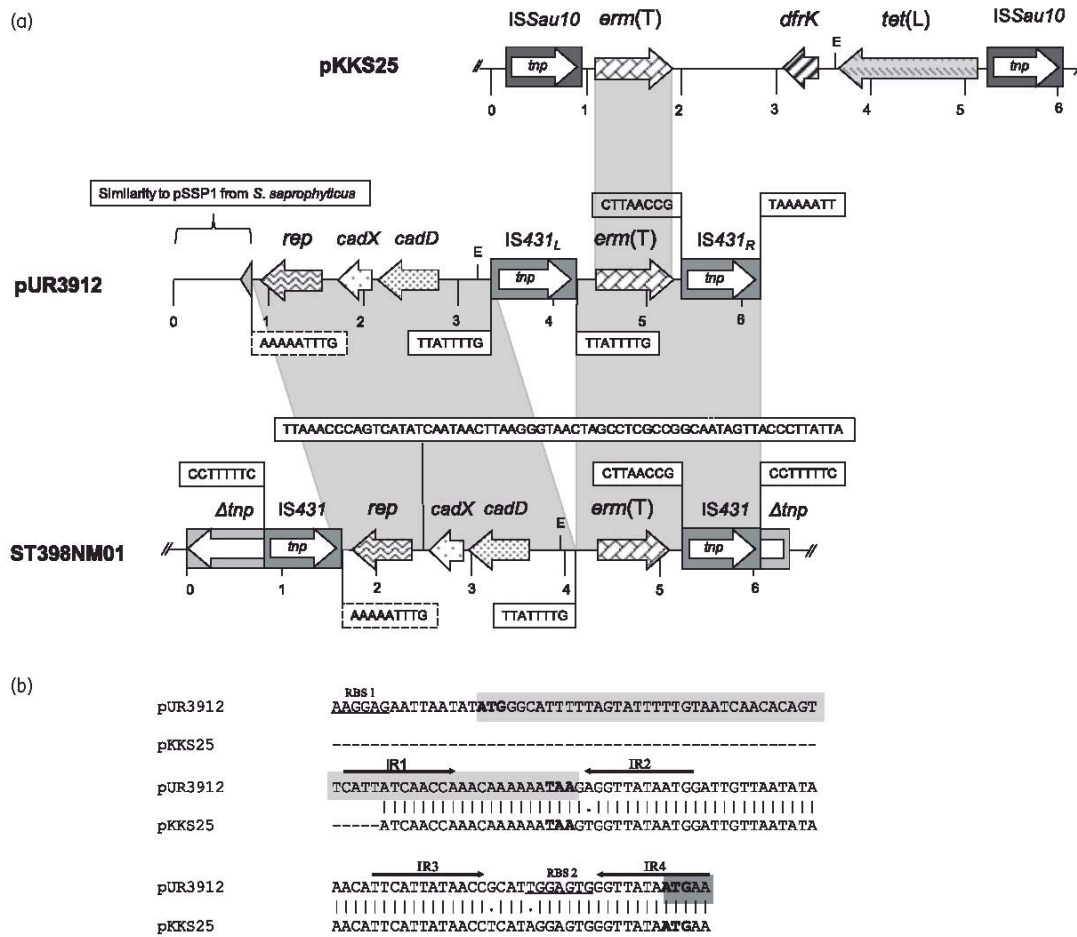 (a)
ISSau10 erm(T) dfrK tet(L) ISSau10
E
pKKS25
tnp tnp
0 1 2 3 4 5 6
Similarity to pSSP1 from S. saprophyticus
CTTAACCG TAAAAATT
rep cadX cadD E IS431L erm(T) IS431R
pUR3912
tnp tnp
0 1 2 3 4 5 6
AAAAATTTG TTATTTTG TTATTTTG
TTAAACCCAGTCATATCAATAACTTAAGGGTAACTAGCCTCGCCGGCAATAGTTACCCTTATTA
CCTTTTTC CTTAACCG CCTTTTTC
Δtnp IS431 rep cadX cadD E erm(T) IS431 Δtnp
ST398NM01
tnp tnp
0 1 2 3 4 5 6
AAAAATTTG TTATTTTG
(b)
RBS 1
pUR3912 AAGGAGAATTAATATATGGGCATTTTTAGTATTTTTGTAATCAACACAGT
pKKS25 --------------------------------------------------
IR1 IR2
pUR3912 TCATTATCAACCAAACAAAAAATAAGAGGTTATAATGGATTGTTAATATA
pKKS25 -----ATCAACCAAACAAAAAATAAGTGGTTATAATGGATTGTTAATATA
IR3 RBS 2 IR4
pUR3912 AACATTCATTATAACCGCATTGGAGTGGGTTATAATGAA
pKKS25 AACATTCATTATAACCTCATAGGAGTGGGTTATAATGAA